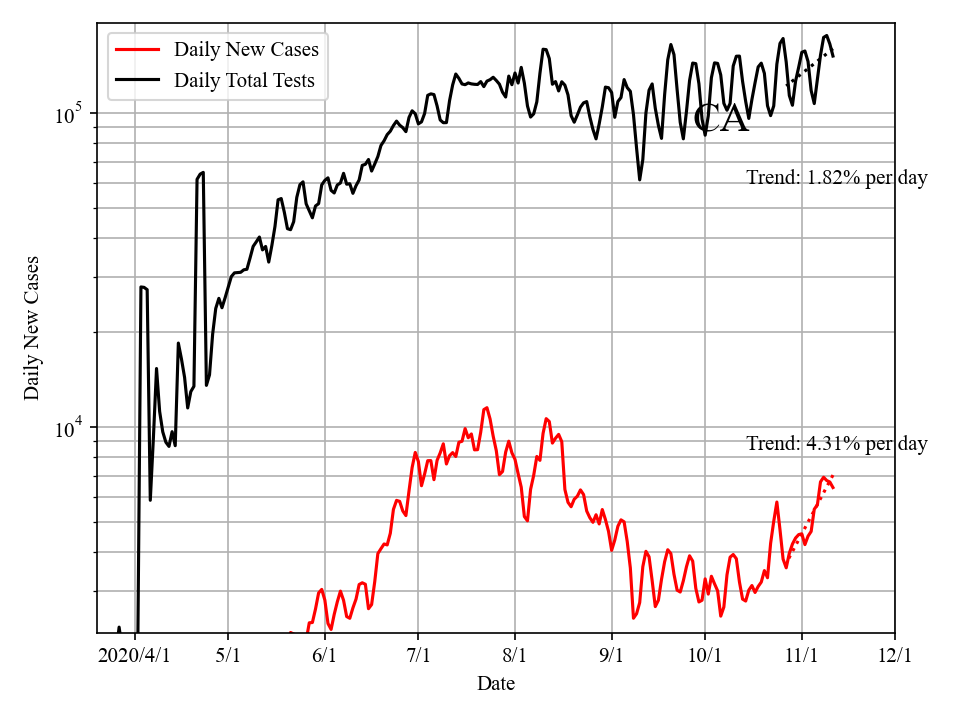 Daily New Cases
Daily Total Tests
10^5
CA
Trend: 1.82% per day
Daily New Cases
10^4
Trend: 4.31% per day
2020/4/1 5/1 6/1 7/1 8/1 9/1 10/1 11/1 12/1
Date